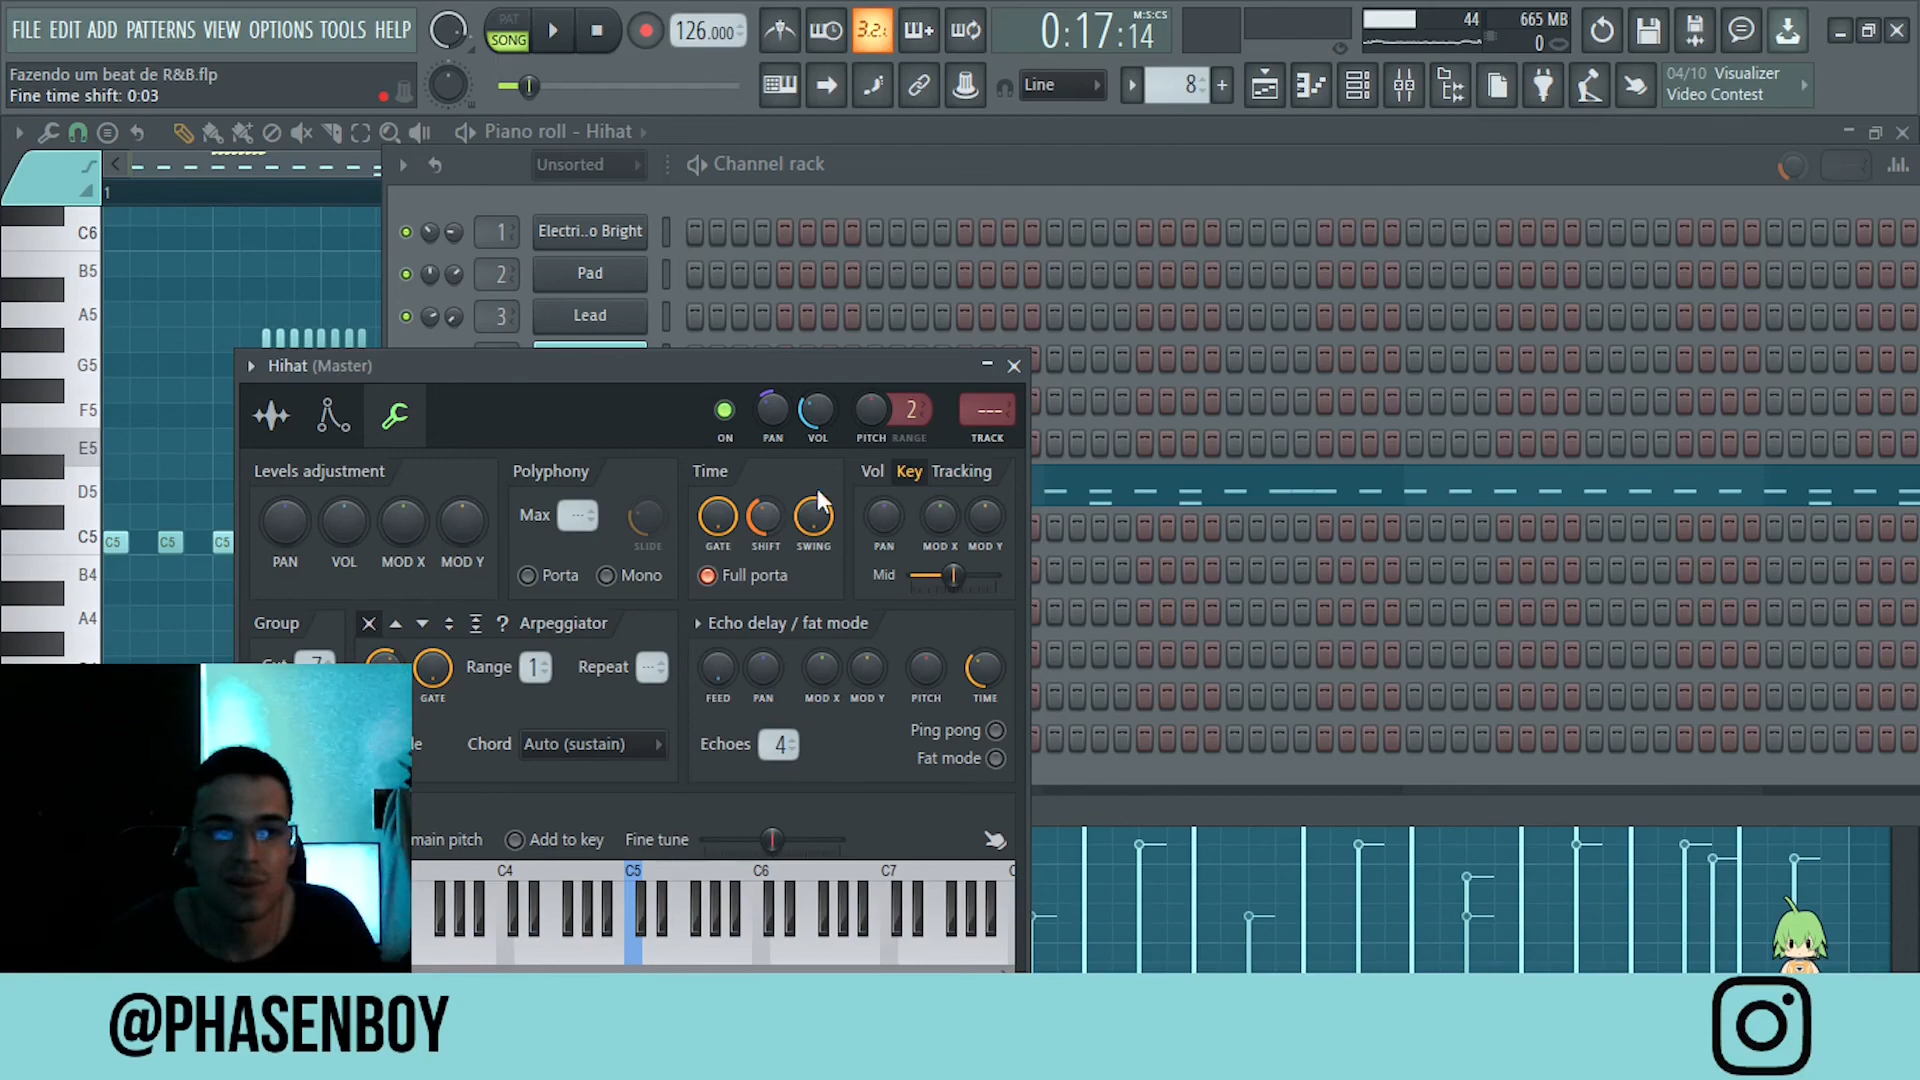 FILE EDIT ADD PATTERNS VIEW OPTIONS TOOLS HELP
PAT
SONG
126.000
3.2.
0:17:14
M:S:CS
44
665 MB
0
Fazendo um beat de R&B.flp
Fine time shift: 0:03
Line
8
04/10 Visualizer
Video Contest
Piano roll - Hihat
Unsorted
Channel rack
1
C6
B5
A5
G5
F5
E5
D5
C5
B4
A4
C5
C5
C5
1
Electri..o Bright
2
Pad
3
Lead
Hihat (Master)
ON
PAN
VOL
PITCH
2
RANGE
---
TRACK
Levels adjustment
PAN
VOL
MOD X
MOD Y
Polyphony
Max
---
SLIDE
Porta
Mono
Time
GATE
SHIFT
SWING
Full porta
Vol Key Tracking
PAN
MOD X
MOD Y
Mid
Group
? Arpeggiator
GATE
Range
1
Repeat
---
Chord
Auto (sustain)
Echo delay / fat mode
FEED
PAN
MOD X
MOD Y
PITCH
TIME
Echoes
4
Ping pong
Fat mode
main pitch
Add to key
Fine tune
C4
C5
C6
C7
@PHASENBOY